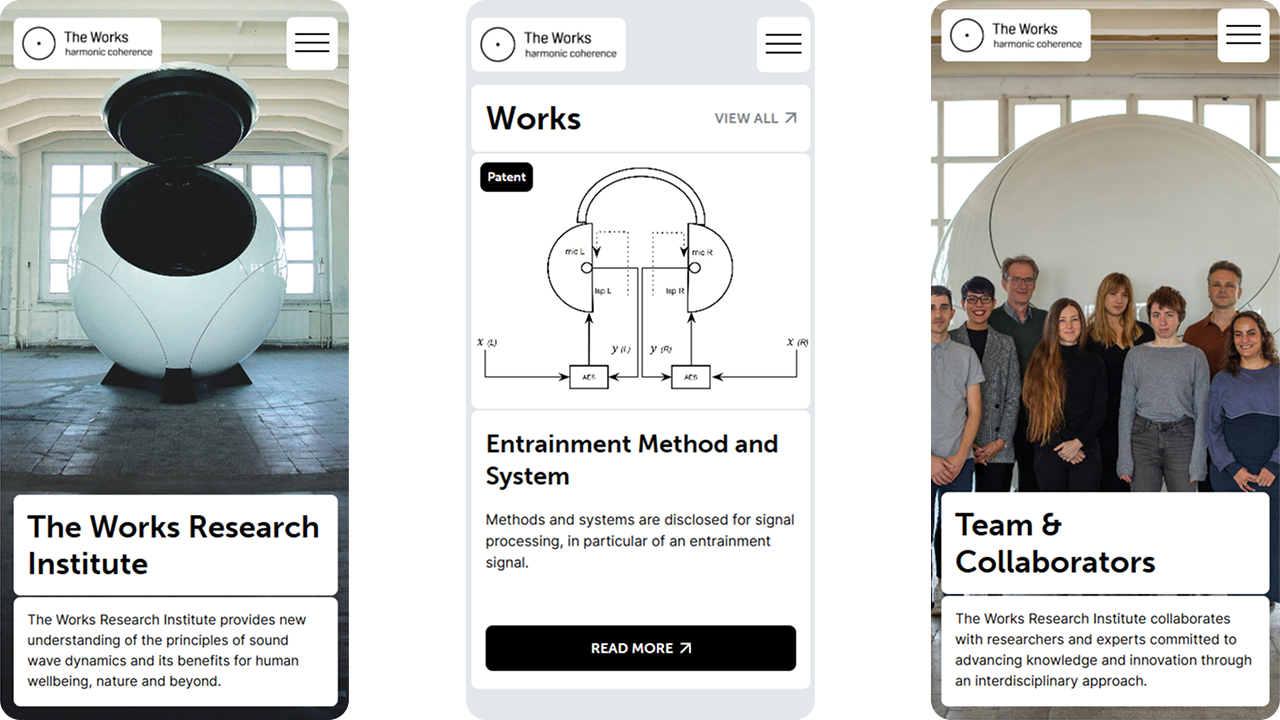 The Works
harmonic coherence
The Works Research
Institute
The Works Research Institute provides new
understanding of the principles of sound
wave dynamics and its benefits for human
wellbeing, nature and beyond.
The Works
harmonic coherence
Works
VIEW ALL
Patent
mic L
mic R
lsp L
lsp R
x (L)
y (L)
y (R)
x (R)
AES
AES
Entrainment Method and
System
Methods and systems are disclosed for signal
processing, in particular of an entrainment
signal.
READ MORE
The Works
harmonic coherence
Team &
Collaborators
The Works Research Institute collaborates
with researchers and experts committed to
advancing knowledge and innovation through
an interdisciplinary approach.